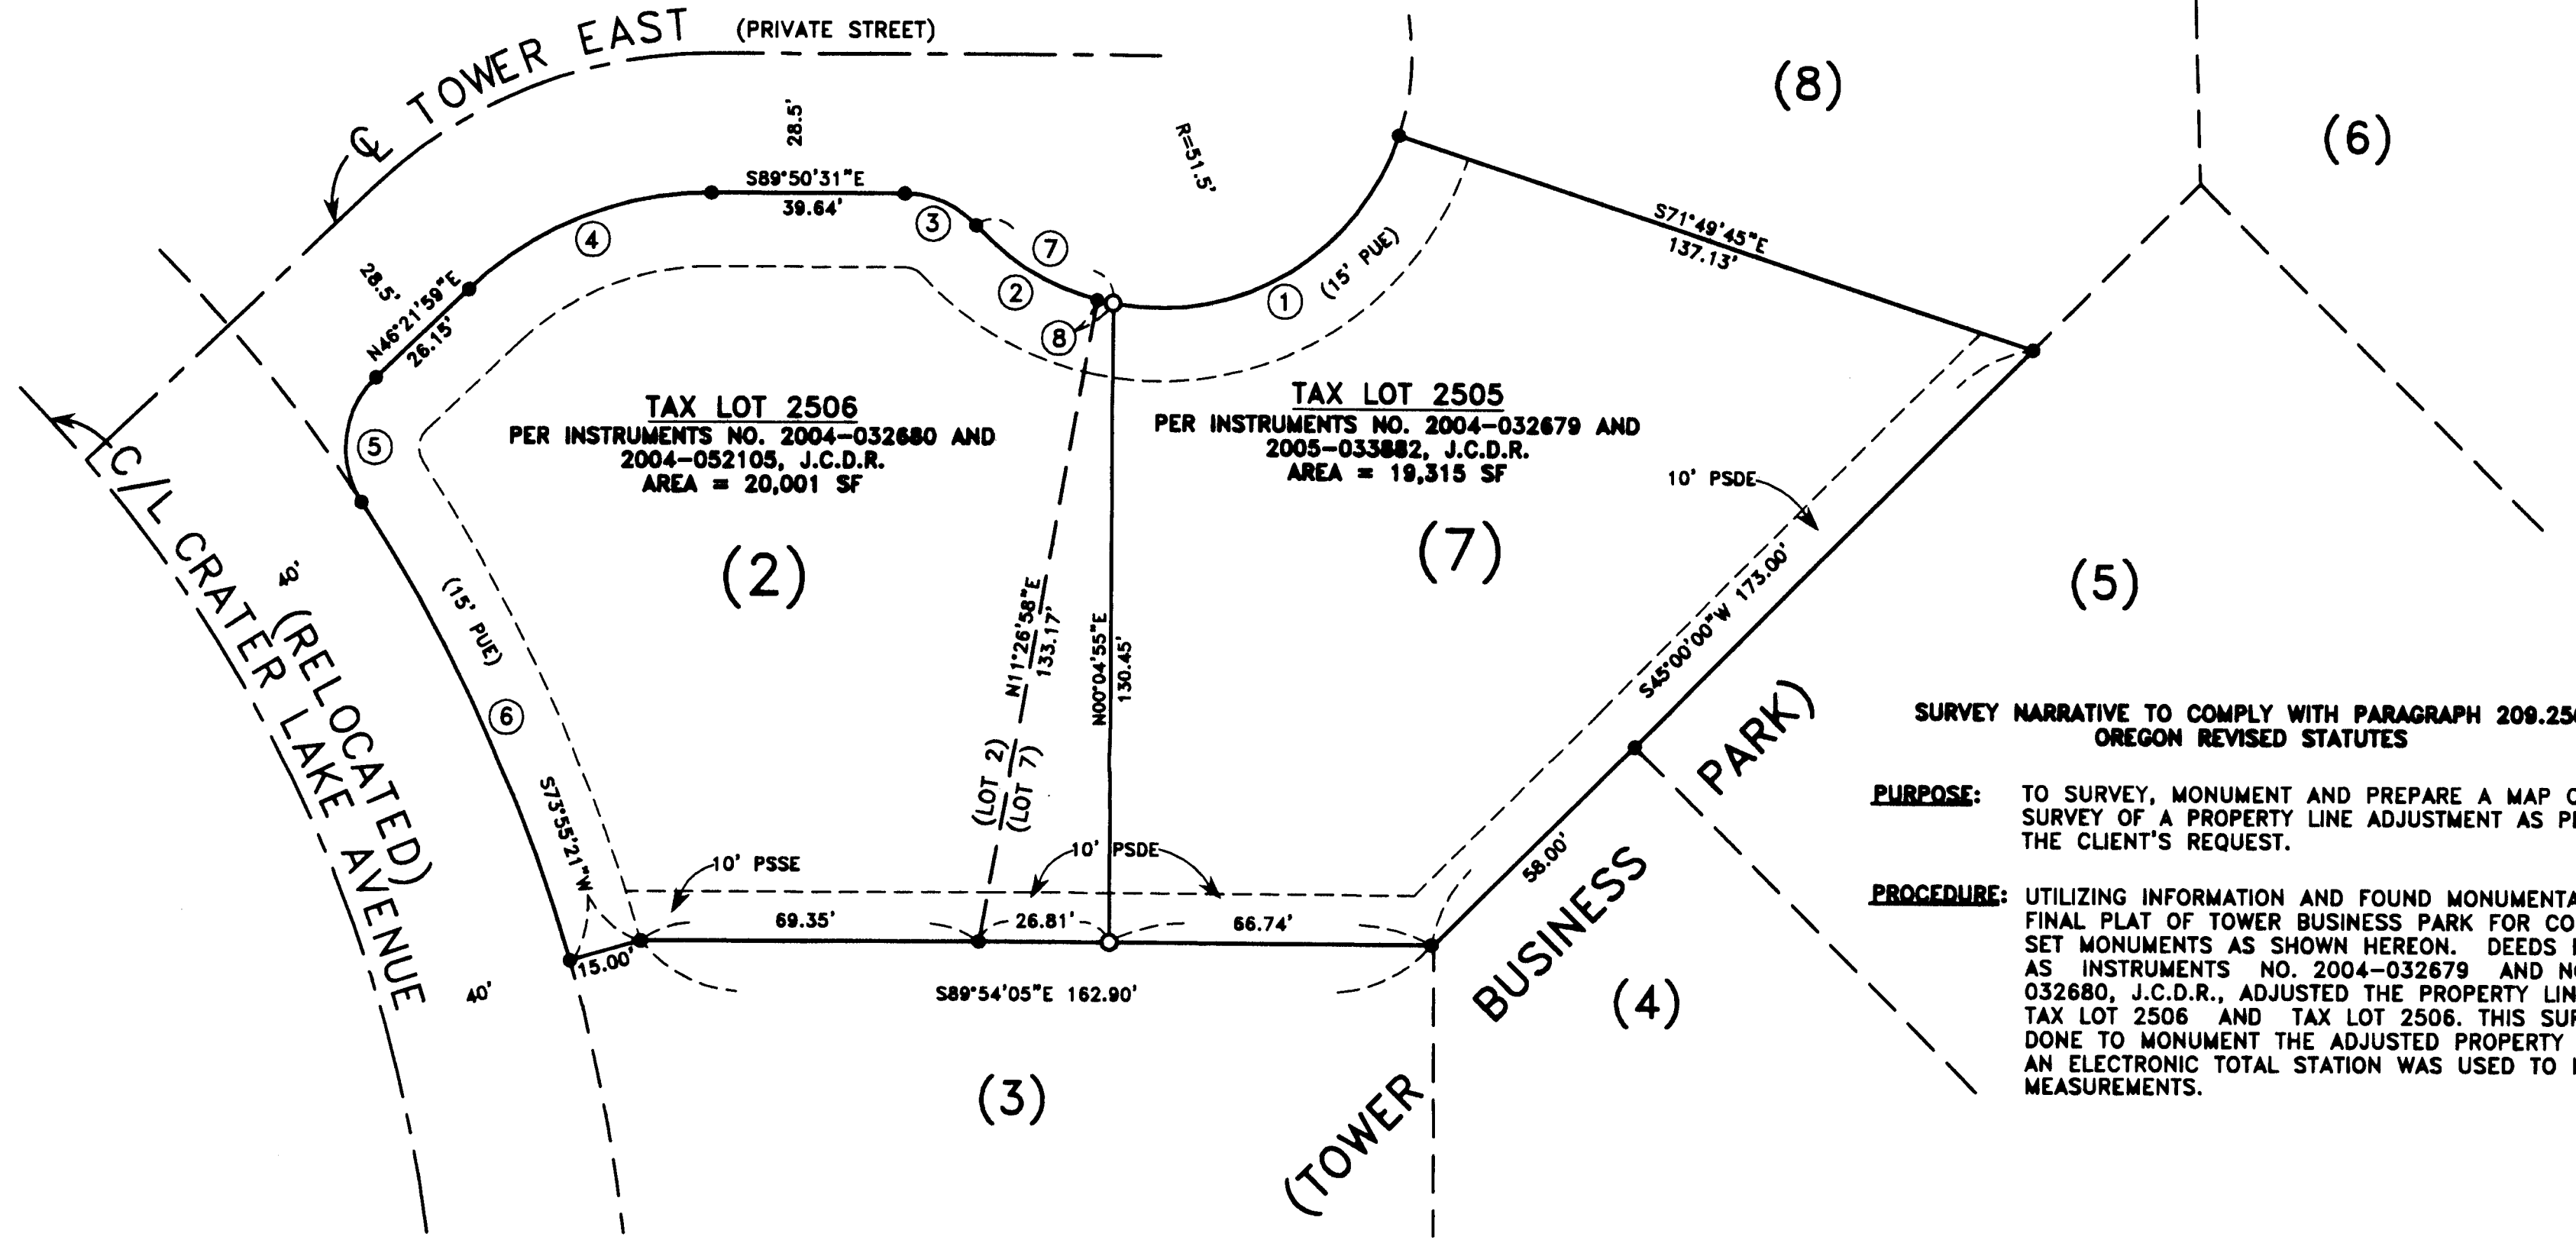 ℄ TOWER EAST (PRIVATE STREET)
28.5'
R=51.5'
(8)
(6)
S89°50'31"E
39.64'
③
④
⑦
②
①
(15' PUE)
⑧
S71°49'45"E
137.13'
28.5'
N46°21'59"E
26.15'
⑤
TAX LOT 2506
PER INSTRUMENTS NO. 2004-032680 AND
2004-052105, J.C.D.R.
AREA = 20,001 SF
(2)
TAX LOT 2505
PER INSTRUMENTS NO. 2004-032679 AND
2005-033882, J.C.D.R.
AREA = 19,315 SF
(7)
10' PSDE
(5)
C/L CRATER LAKE AVENUE
(RELOCATED)
40'
(15' PUE)
⑥
N11°26'58"E
133.17'
(LOT 2)
(LOT 7)
N00°04'55"E
130.45'
S45°00'00"W 173.00'
58.00'
S73°55'21"W
15.00'
10' PSSE
10' PSDE
69.35'
26.81'
66.74'
S89°54'05"E 162.90'
40'
(3)
(4)
(TOWER BUSINESS PARK)
SURVEY NARRATIVE TO COMPLY WITH PARAGRAPH 209.25
OREGON REVISED STATUTES
PURPOSE: TO SURVEY, MONUMENT AND PREPARE A MAP
SURVEY OF A PROPERTY LINE ADJUSTMENT AS
THE CLIENT'S REQUEST.
PROCEDURE: UTILIZING INFORMATION AND FOUND MONUMENTA
FINAL PLAT OF TOWER BUSINESS PARK FOR CO
SET MONUMENTS AS SHOWN HEREON. DEEDS
AS INSTRUMENTS NO. 2004-032679 AND
032680, J.C.D.R., ADJUSTED THE PROPERTY LIN
TAX LOT 2506 AND TAX LOT 2506. THIS SU
DONE TO MONUMENT THE ADJUSTED PROPERTY
AN ELECTRONIC TOTAL STATION WAS USED TO
MEASUREMENTS.